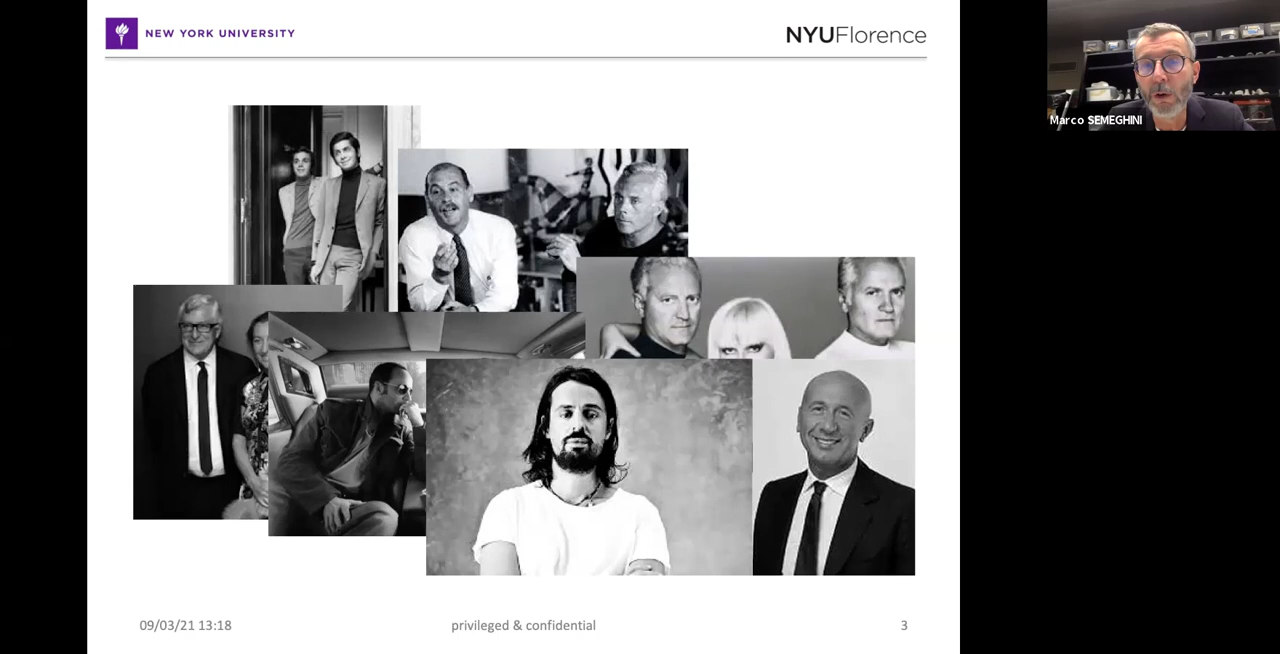 NEW YORK UNIVERSITY
NYUFlorence
Marco SEMEGHINI
09/03/21 13:18
privileged & confidential
3